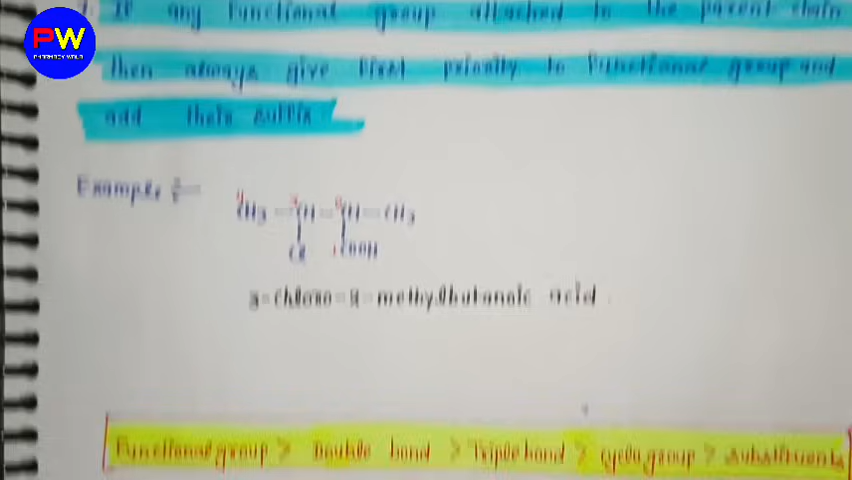 PW
PHARMACY WALA
If any Functional group attached to the parent chain
then always give First priority to Functional group and
add their suffix
Example :-
CH3 - CH - CH - CH3
Cl COOH
3-chloro-2-methylbutanoic acid
Functional group > Double bond > Triple bond > cyclo group > substituents